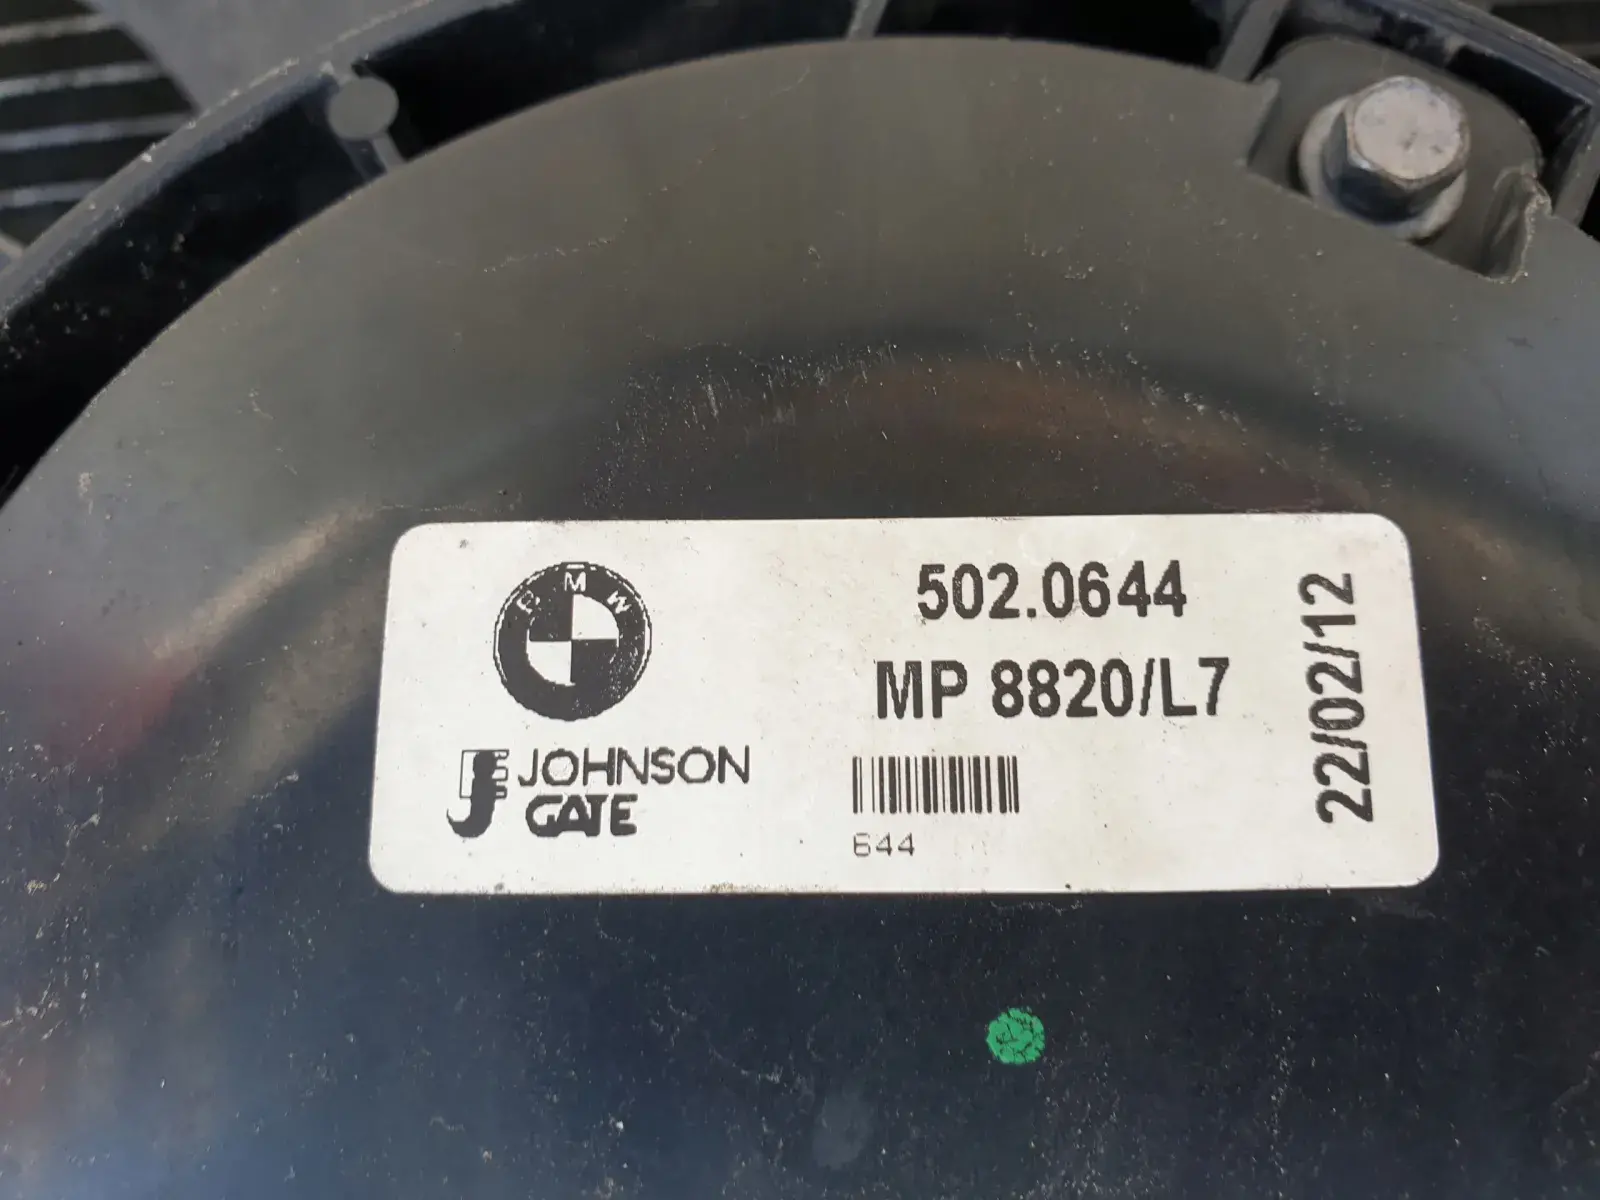 BMW
JOHNSON
GATE
502.0644
MP 8820/L7
644
22/02/12